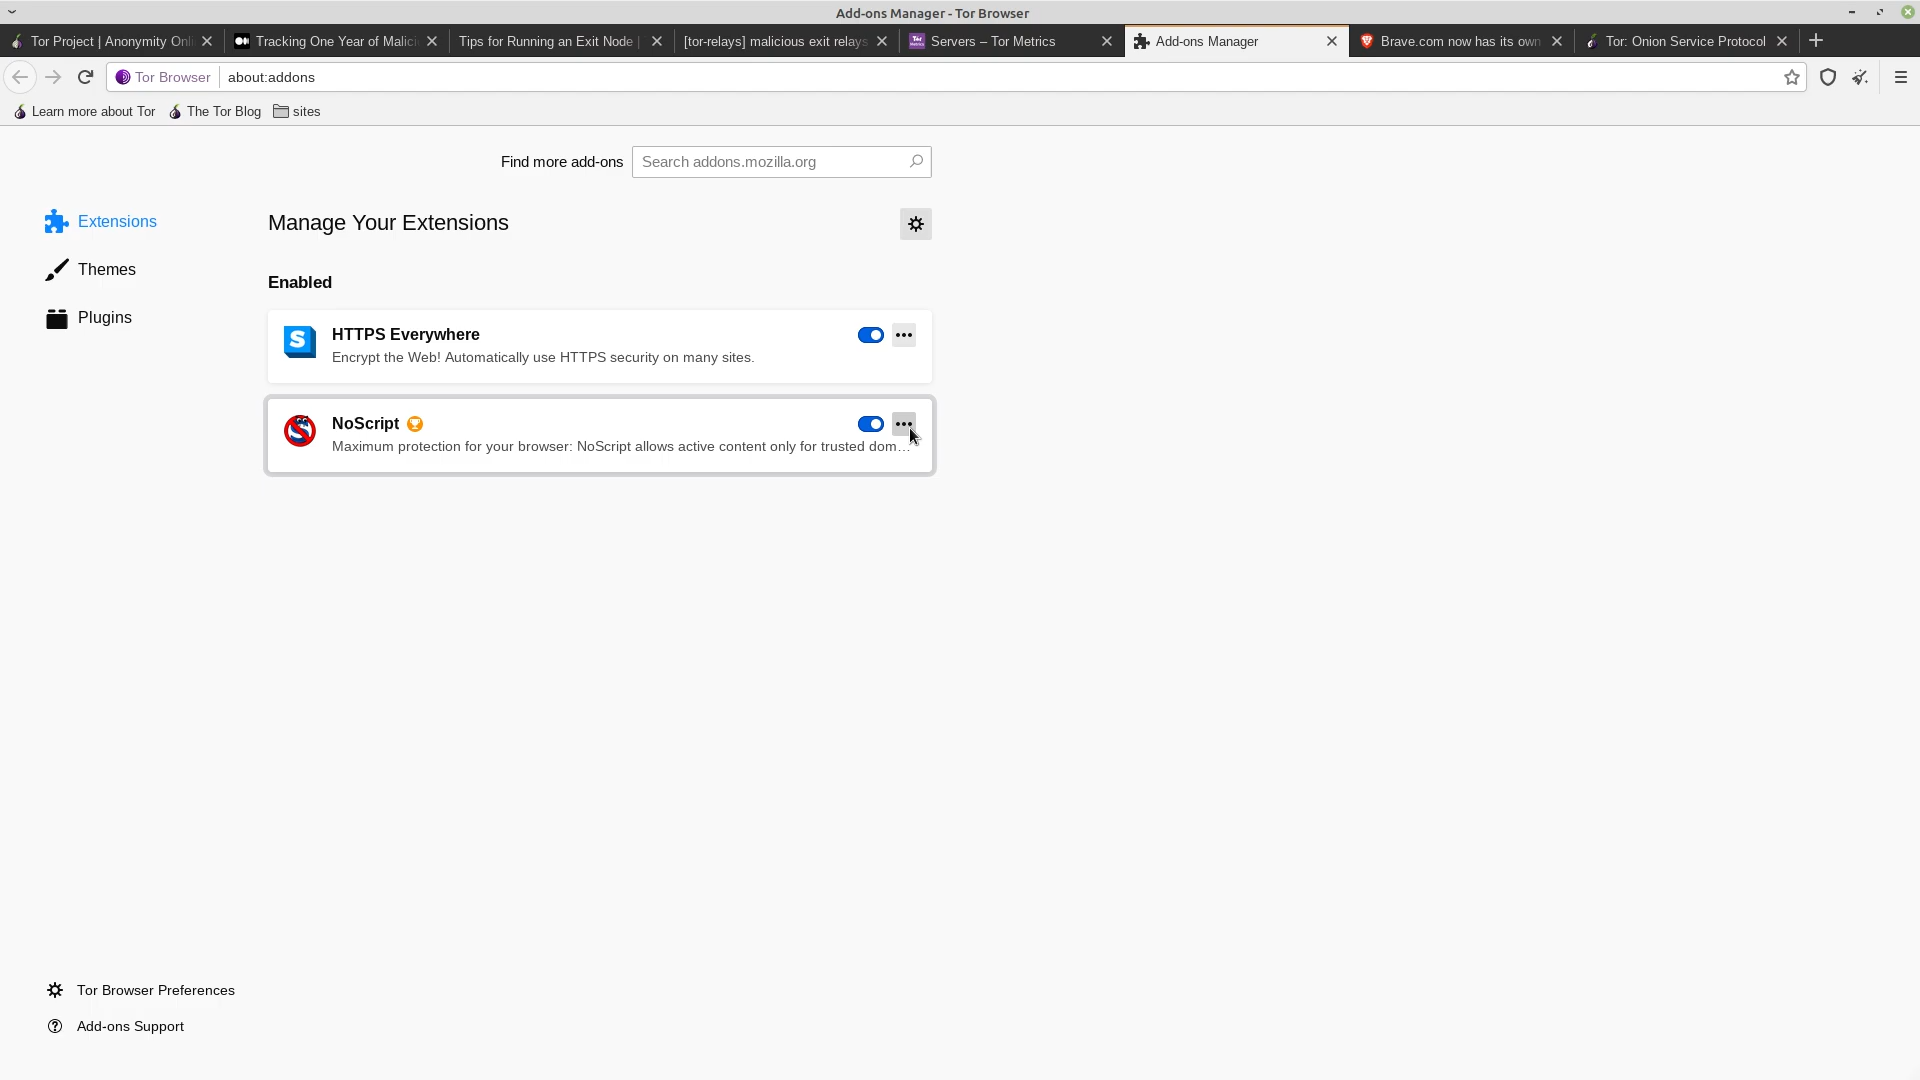 Add-ons Manager - Tor Browser
Tor Project | Anonymity Onl
Tracking One Year of Malici
Tips for Running an Exit Node |
[tor-relays] malicious exit relays
Servers – Tor Metrics
Add-ons Manager
Brave.com now has its own
Tor: Onion Service Protocol
Tor Browser
about:addons
Learn more about Tor
The Tor Blog
sites
Find more add-ons
Search addons.mozilla.org
Extensions
Themes
Plugins
Manage Your Extensions
Enabled
HTTPS Everywhere
Encrypt the Web! Automatically use HTTPS security on many sites.
NoScript
Maximum protection for your browser: NoScript allows active content only for trusted dom…
Tor Browser Preferences
Add-ons Support